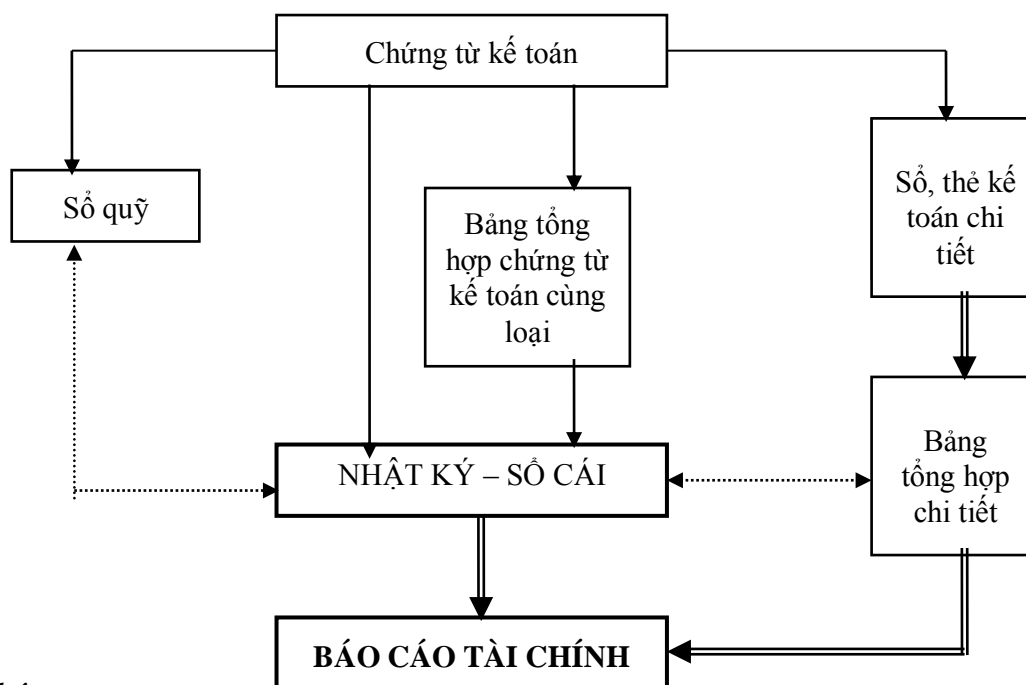 Chứng từ kế toán
Sổ quỹ
Bảng tổng
hợp chứng từ
kế toán cùng
loại
Sổ, thẻ kế
toán chi
tiết
NHẬT KÝ – SỔ CÁI
Bảng
tổng hợp
chi tiết
BÁO CÁO TÀI CHÍNH